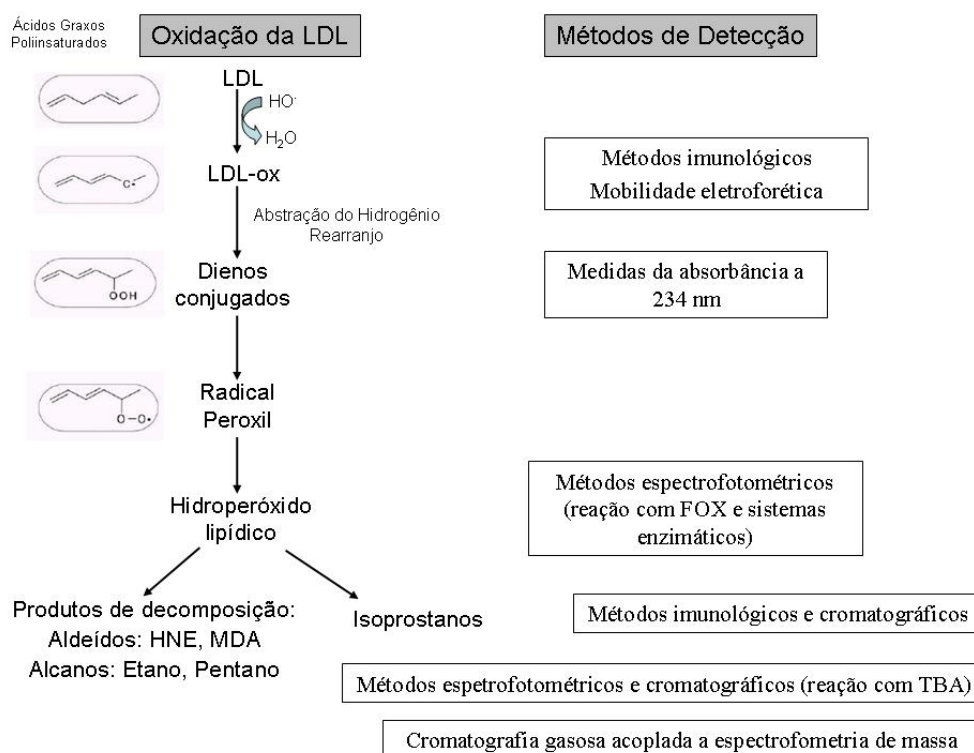 Ácidos Graxos
Poliinsaturados
Oxidação da LDL
Métodos de Detecção
LDL
HO·
H₂O
LDL-ox
Métodos imunológicos
Mobilidade eletroforética
C•
Abstração do Hidrogênio
Rearranjo
Dienos
conjugados
OOH
Medidas da absorbância a
234 nm
Radical
Peroxil
O-O•
Hidroperóxido
lipídico
Métodos espectrofotométricos
(reação com FOX e sistemas
enzimáticos)
Produtos de decomposição:
Aldeídos: HNE, MDA
Alcanos: Etano, Pentano
Isoprostanos
Métodos imunológicos e cromatográficos
Métodos espetrofotométricos e cromatográficos (reação com TBA)
Cromatografia gasosa acoplada a espectrofometria de massa